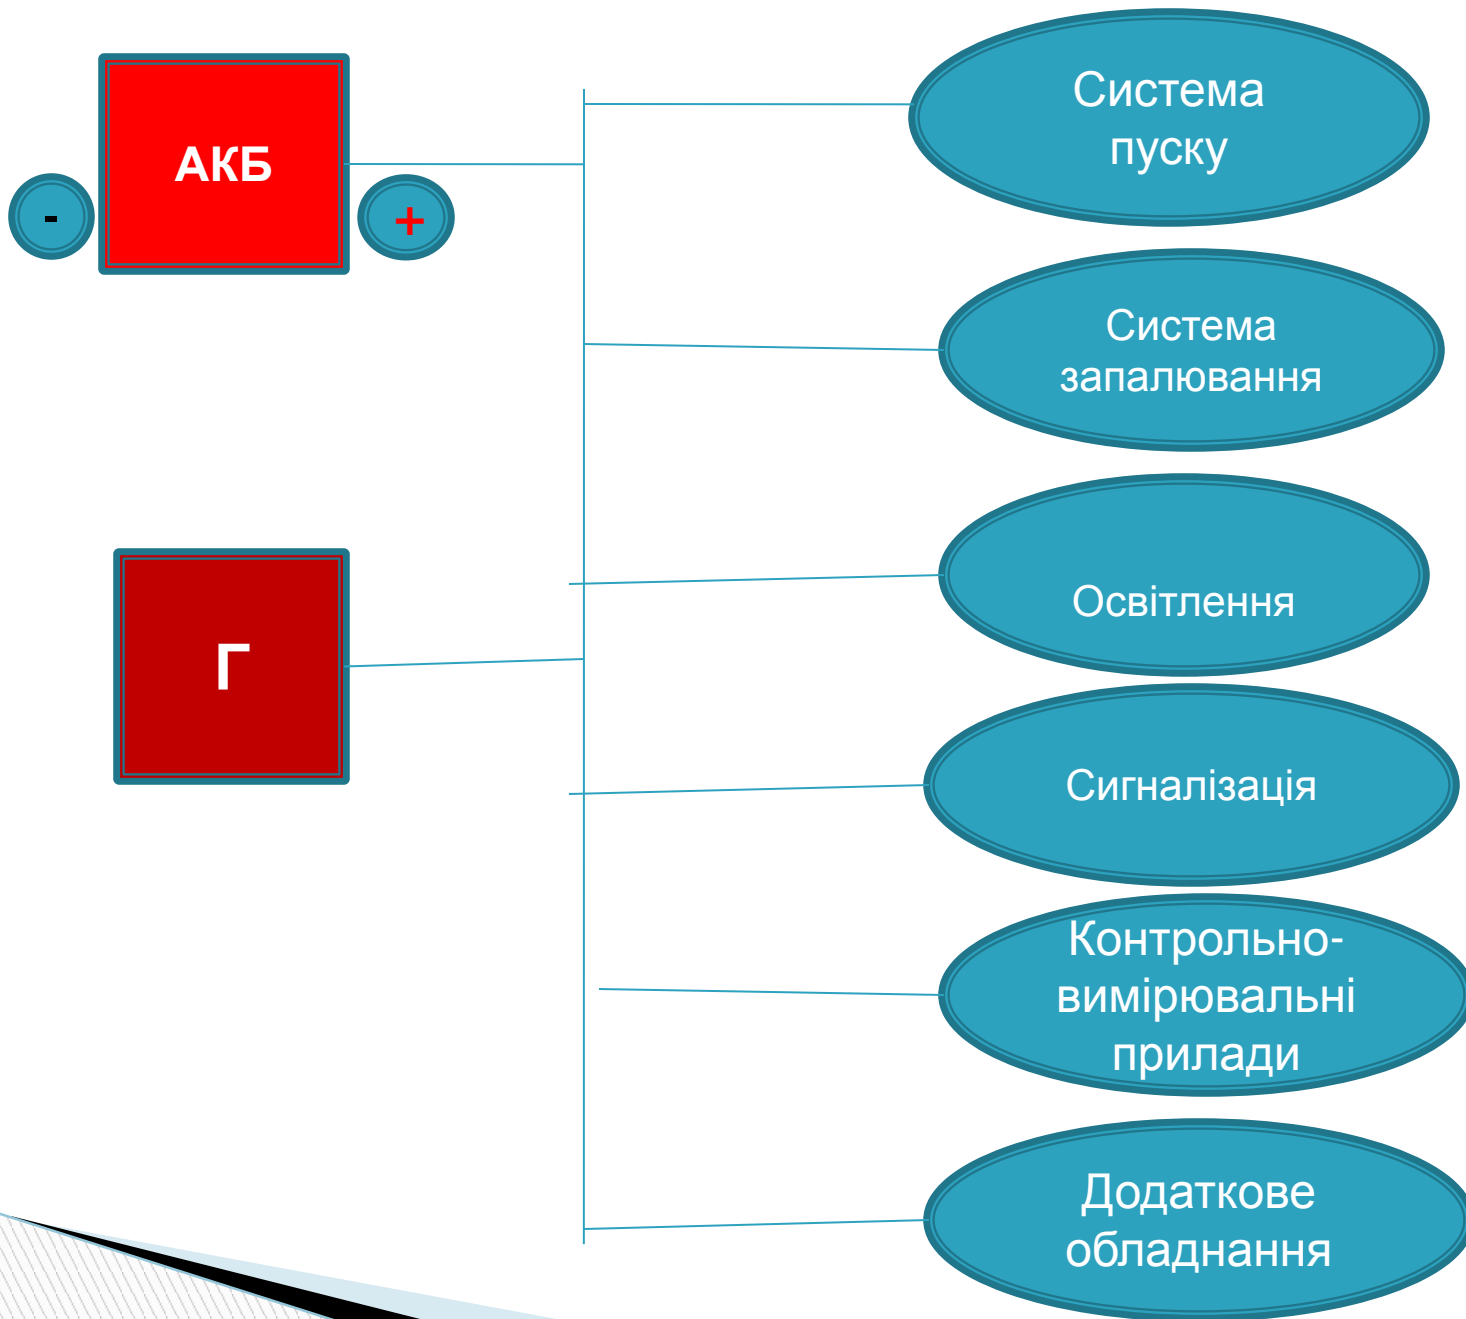 АКБ
-
+
Г
Система
пуску
Система
запалювання
Освітлення
Сигналізація
Контрольно-
вимірювальні
прилади
Додаткове
обладнання